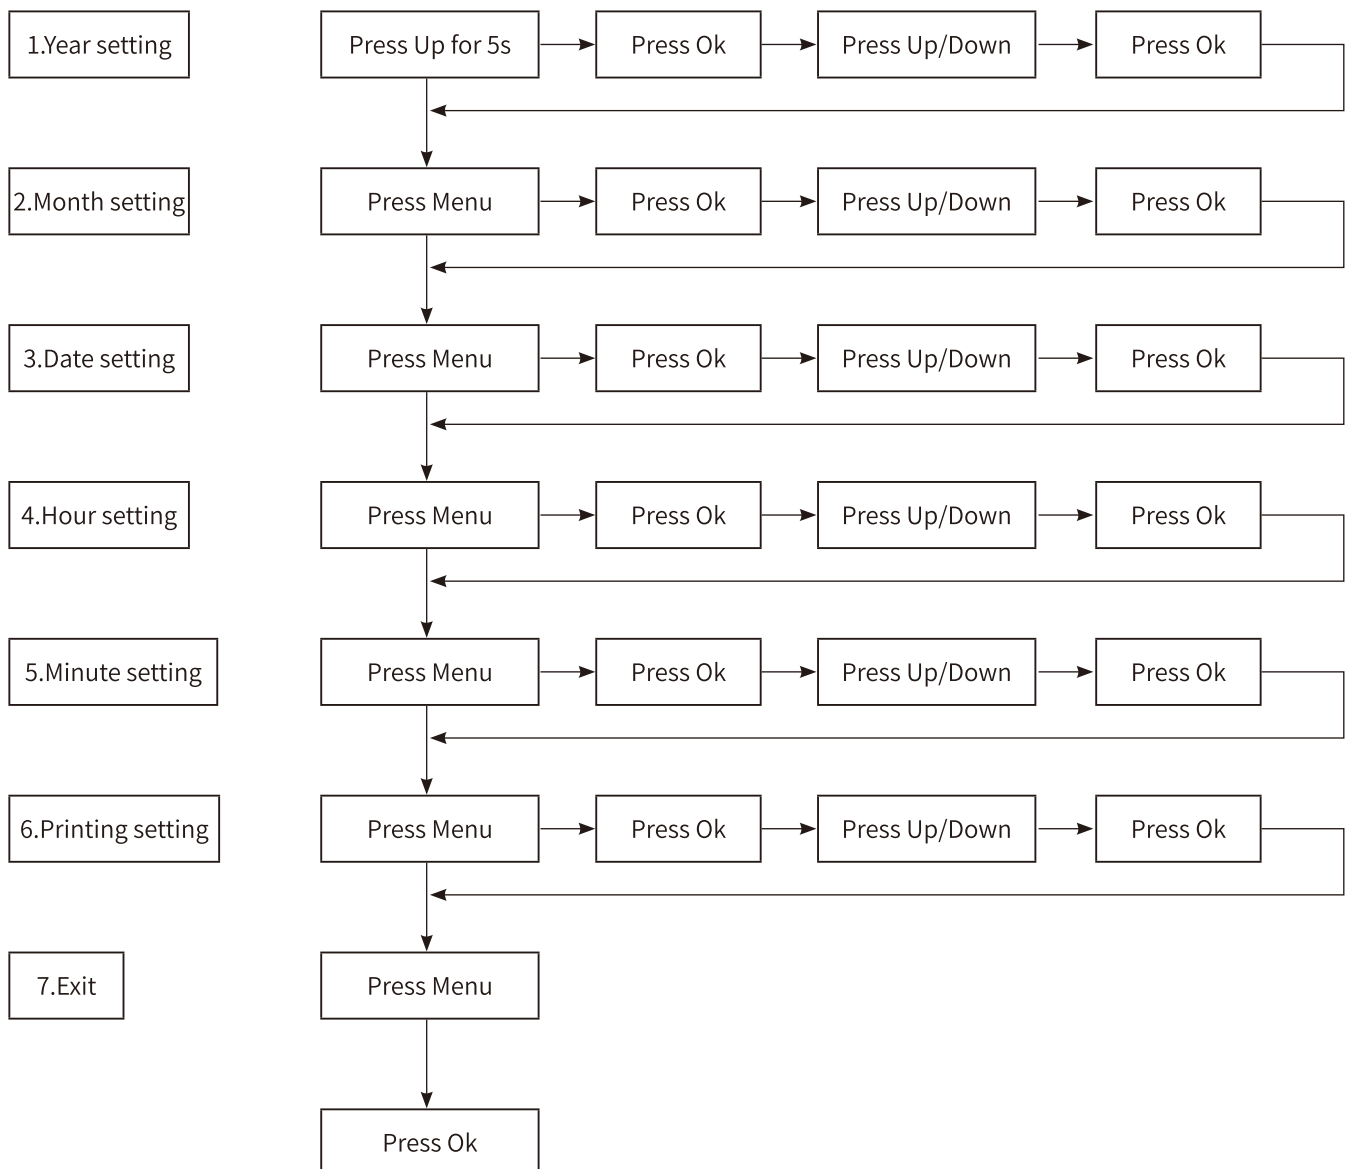 1.Year setting
Press Up for 5s
Press Ok
Press Up/Down
Press Ok
2.Month setting
Press Menu
Press Ok
Press Up/Down
Press Ok
3.Date setting
Press Menu
Press Ok
Press Up/Down
Press Ok
4.Hour setting
Press Menu
Press Ok
Press Up/Down
Press Ok
5.Minute setting
Press Menu
Press Ok
Press Up/Down
Press Ok
6.Printing setting
Press Menu
Press Ok
Press Up/Down
Press Ok
7.Exit
Press Menu
Press Ok